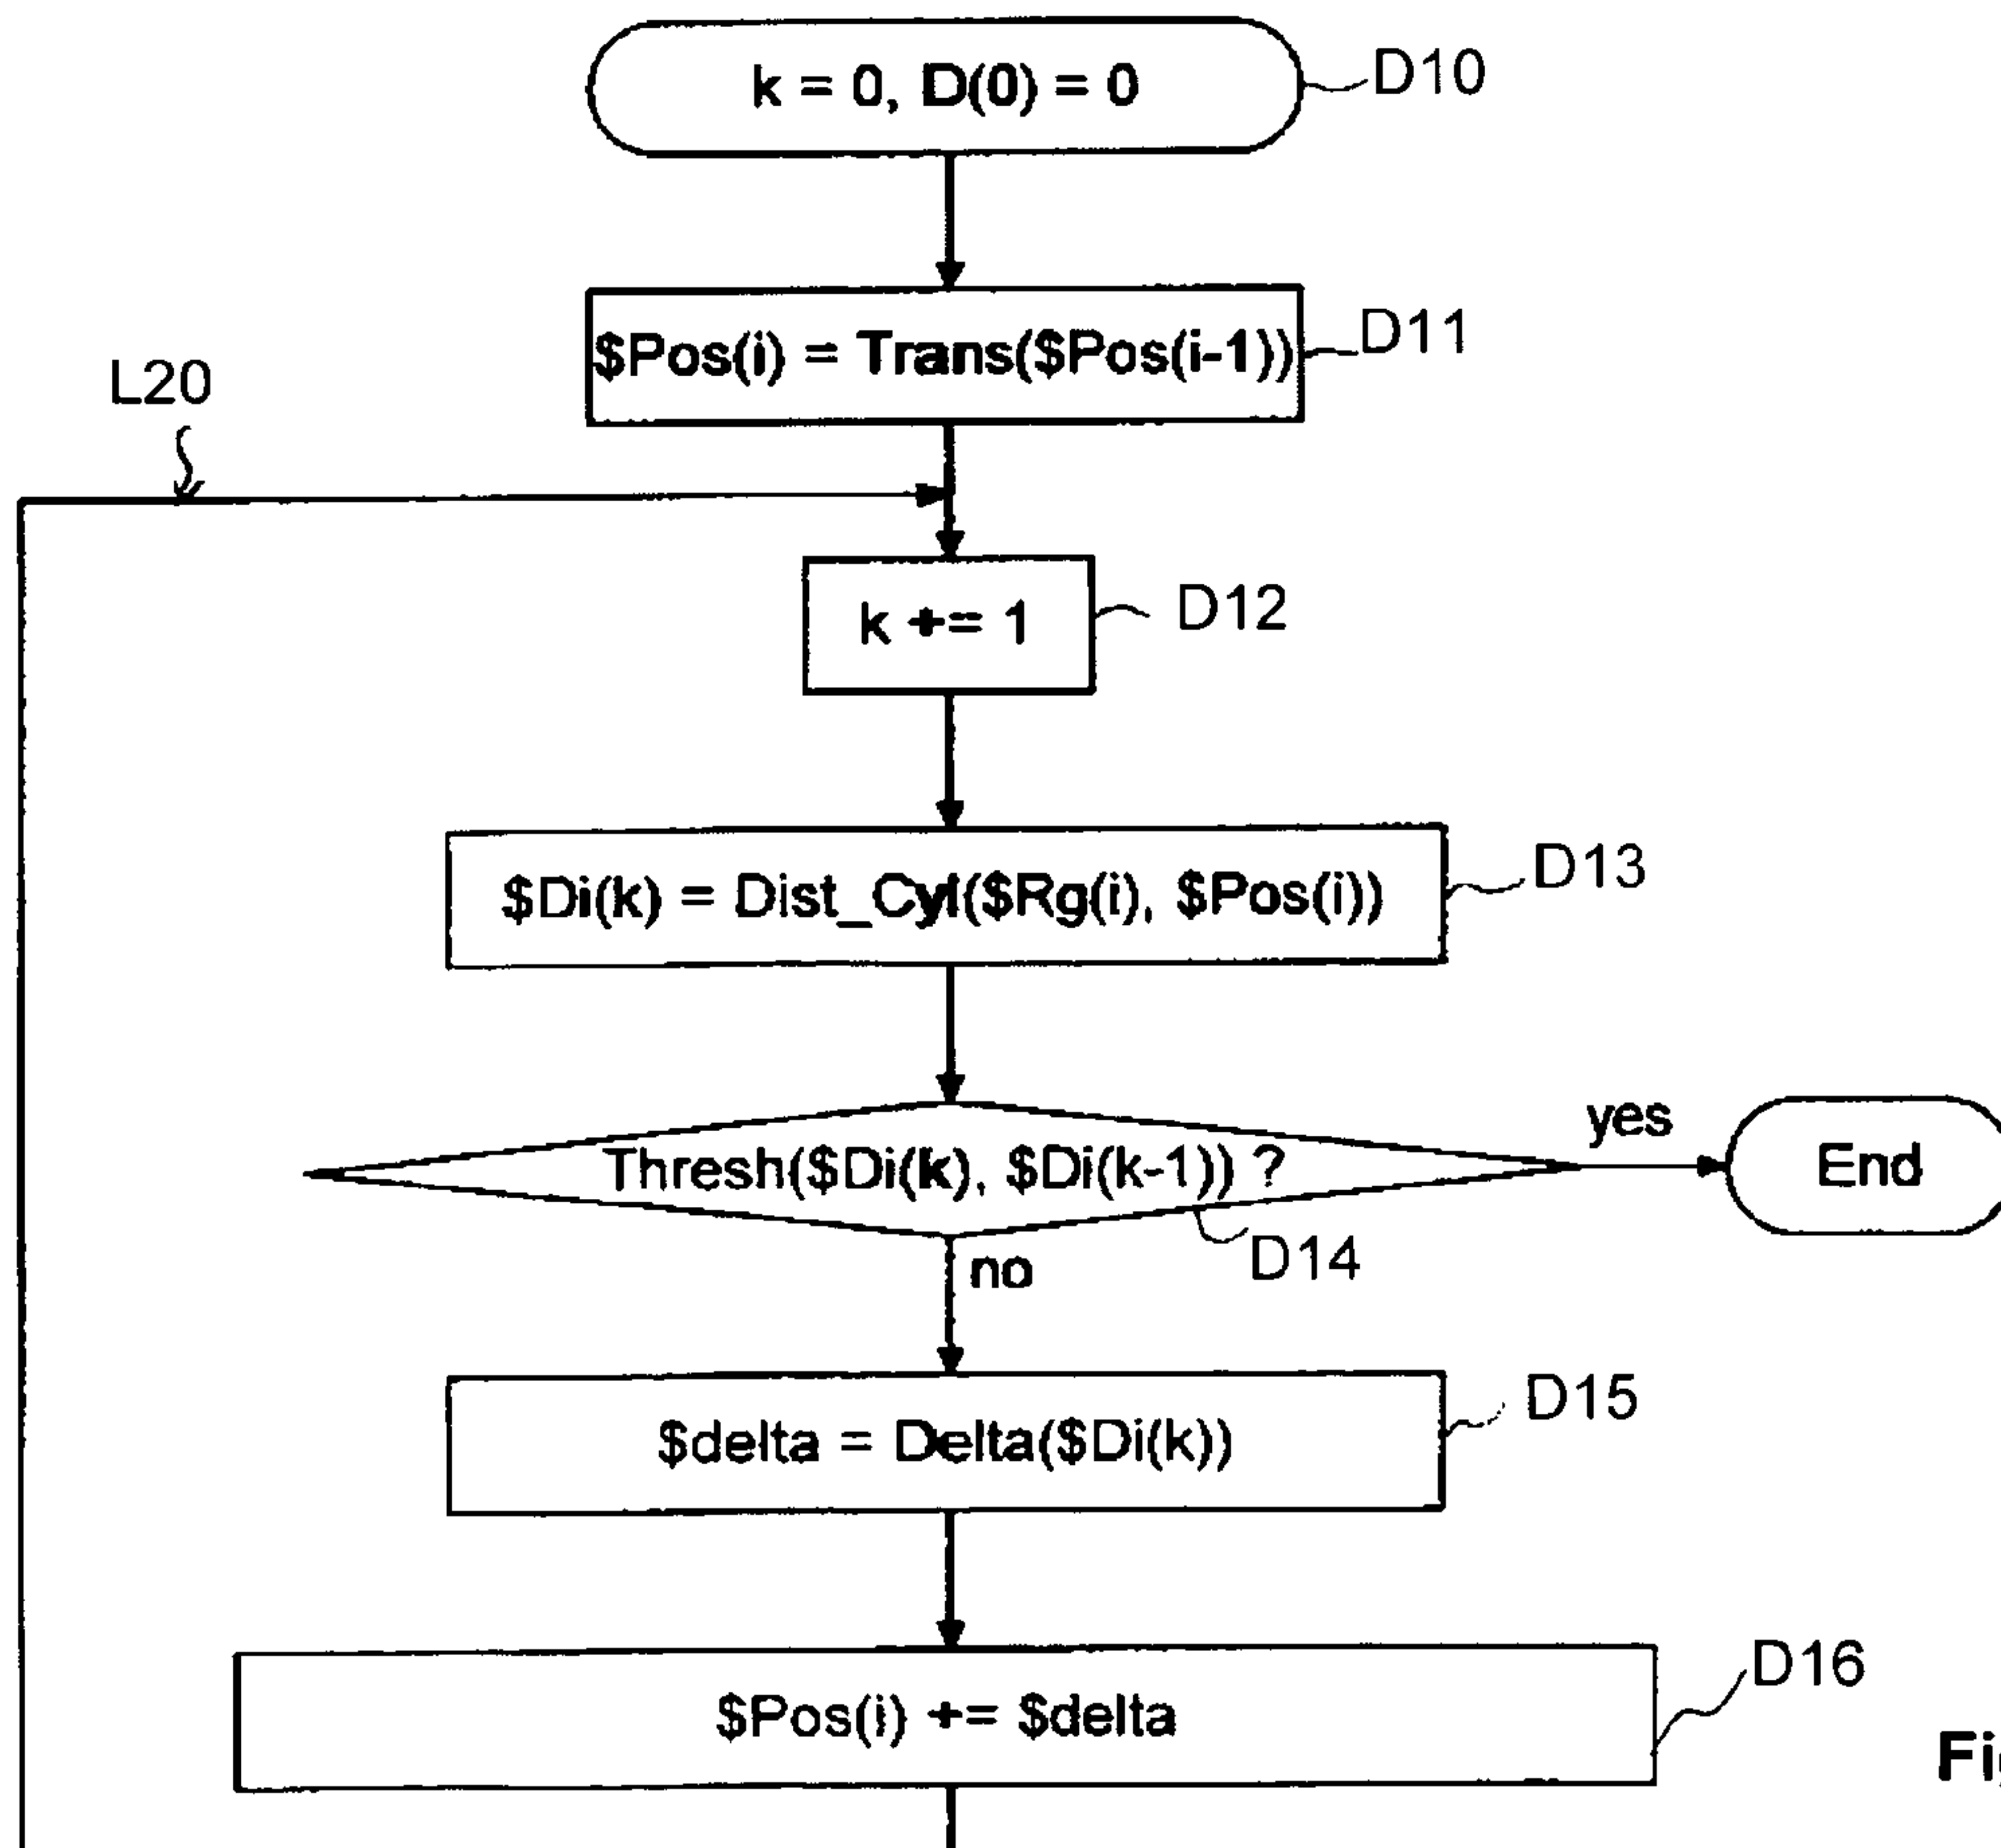 k = 0, D(0) = 0
D10
$Pos(i) = Trans($Pos(i-1))
D11
L20
k += 1
D12
$Di(k) = Dist_Cyl($Rg(i), $Pos(i))
D13
Thresh($Di(k), $Di(k-1)) ?
yes
End
no
D14
$delta = Delta($Di(k))
D15
$Pos(i) += $delta
D16